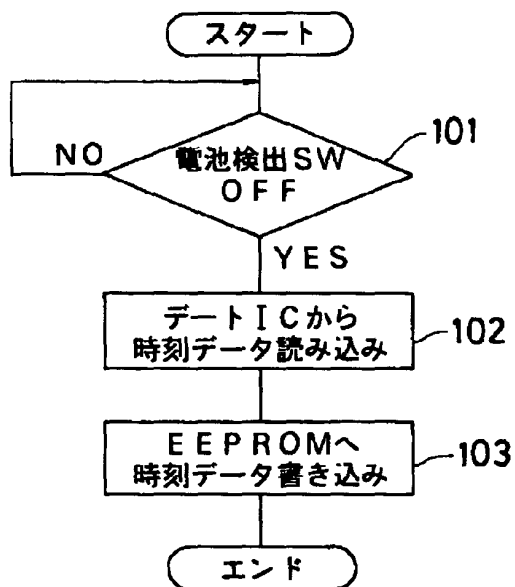 スタート
101
NO
電池検出SW
OFF
YES
デートICから
時刻データ読み込み
102
EEPROMへ
時刻データ書き込み
103
エンド